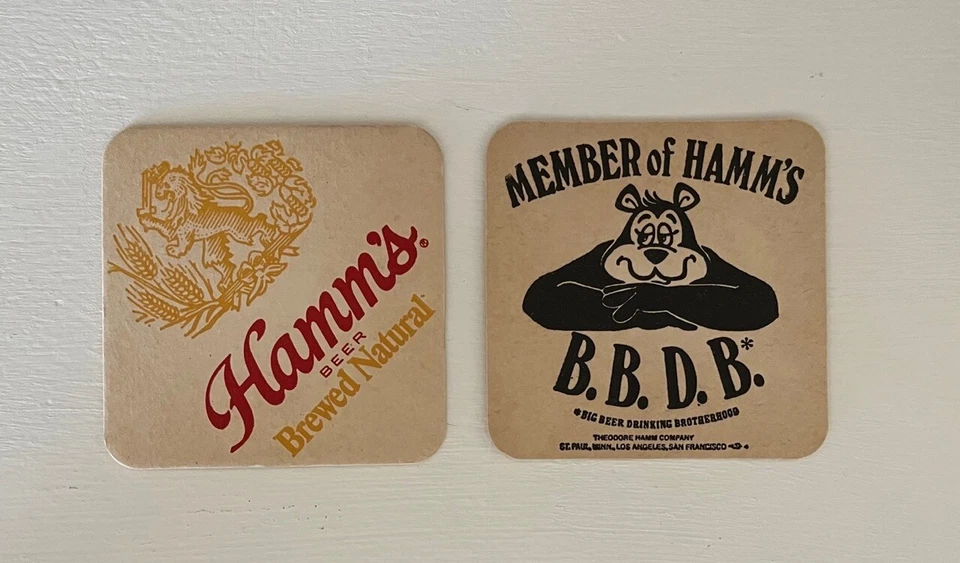 Hamm's®
BEER
Brewed Natural
MEMBER of HAMM'S
B. B. D. B.*
*BIG BEER DRINKING BROTHERHOOD
THEODORE HAMM COMPANY
ST. PAUL, MINN., LOS ANGELES, SAN FRANCISCO 4